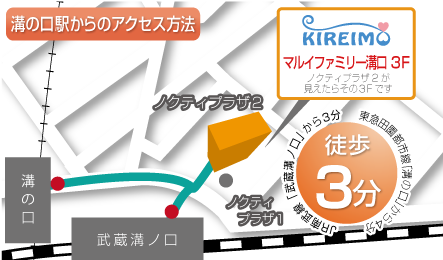 溝の口駅からのアクセス方法
KIREIMO
マルイファミリー溝口 3F
ノクティプラザ2が
見えたらその3Fです
ノクティプラザ2
JR南武線「武蔵溝ノ口」から3分
東急田園都市線「溝の口」から4分
徒歩
3分
溝の口
ノクティ
プラザ1
武蔵溝ノ口